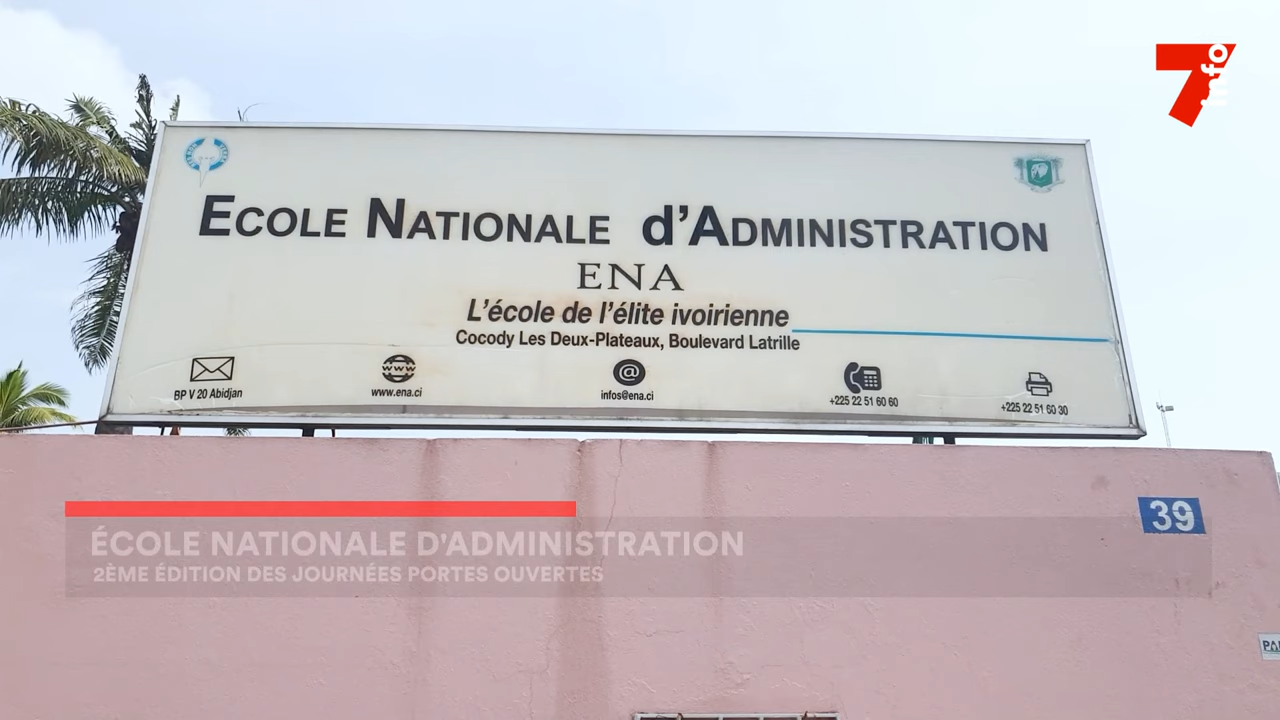 7info
ECOLE NATIONALE d'ADMINISTRATION
ENA
L'école de l'élite ivoirienne
Cocody Les Deux-Plateaux, Boulevard Latrille
BP V 20 Abidjan
www
www.ena.ci
@
infos@ena.ci
+225 22 51 60 60
+225 22 51 60 30
39
ÉCOLE NATIONALE D'ADMINISTRATION
2ÈME ÉDITION DES JOURNÉES PORTES OUVERTES